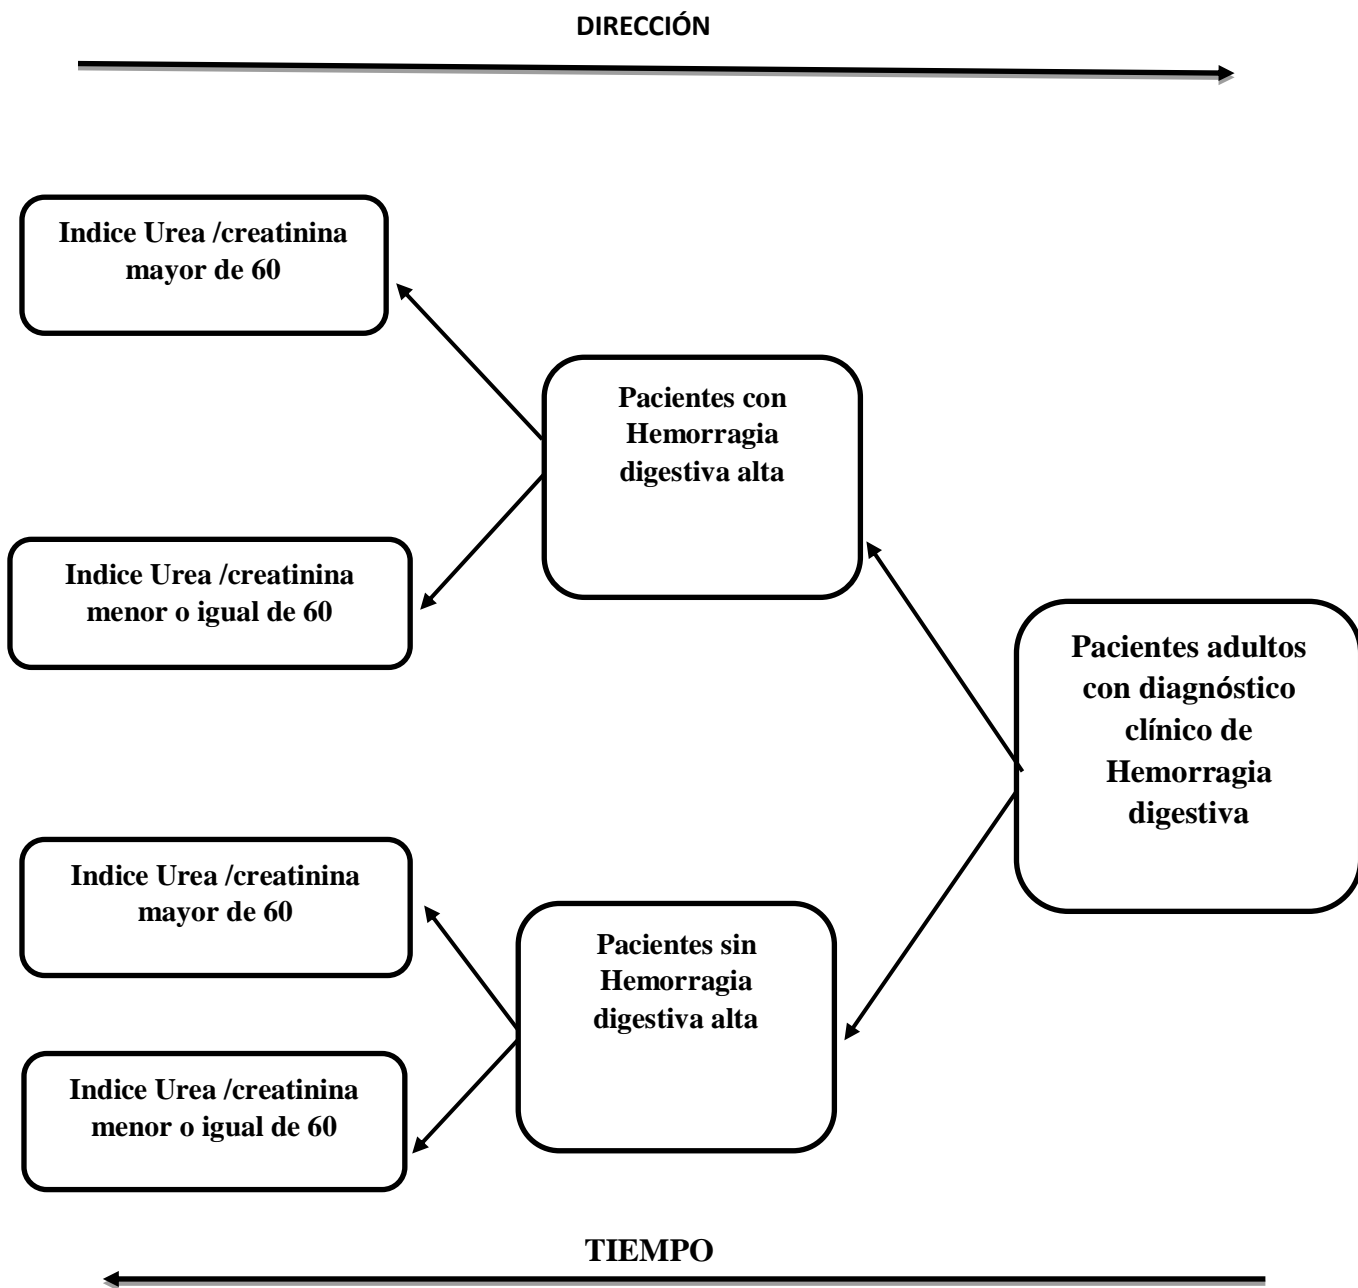 DIRECCIÓN
Indice Urea /creatinina
mayor de 60
Pacientes con
Hemorragia
digestiva alta
Indice Urea /creatinina
menor o igual de 60
Pacientes adultos
con diagnóstico
clínico de
Hemorragia
digestiva
Indice Urea /creatinina
mayor de 60
Pacientes sin
Hemorragia
digestiva alta
Indice Urea /creatinina
menor o igual de 60
TIEMPO